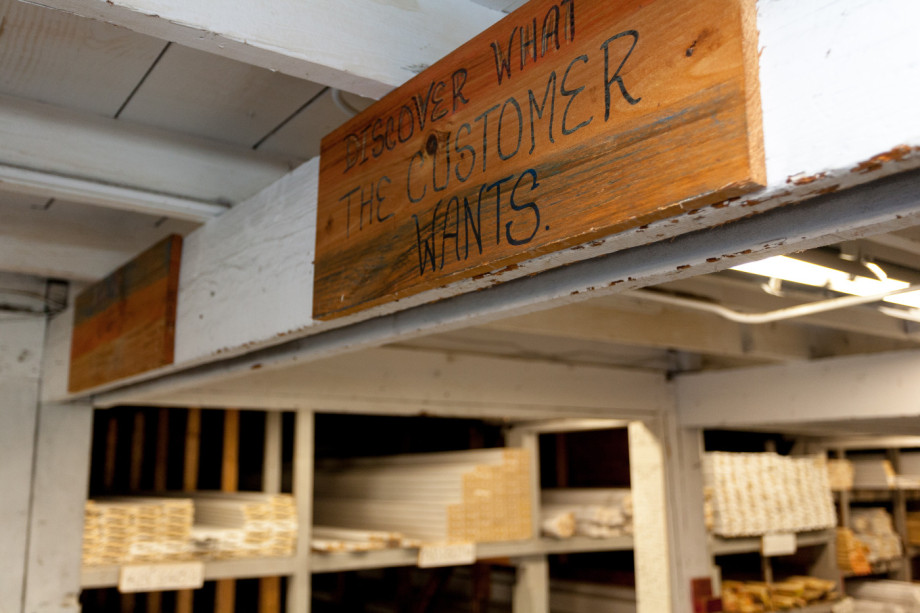 DISCOVER WHAT
THE CUSTOMER
WANTS.